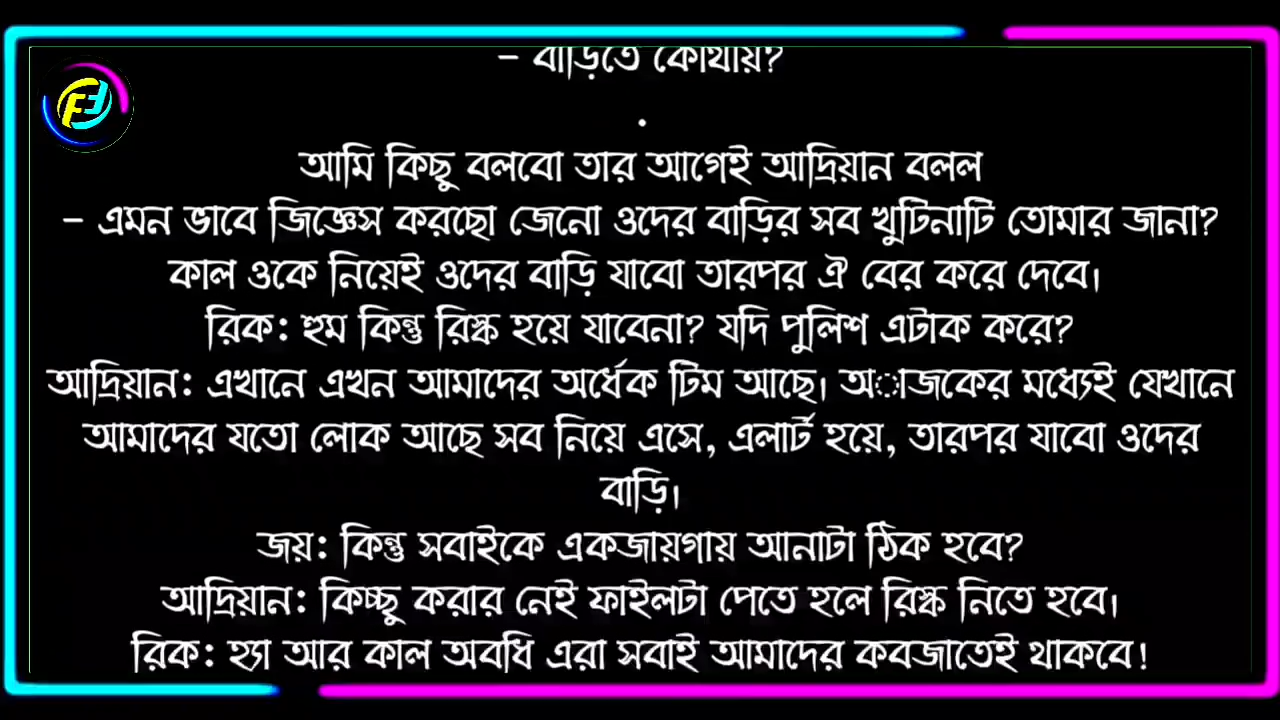 – বাড়িতে কোথায়?
.
আমি কিছু বলবো তার আগেই আদ্রিয়ান বলল
– এমন ভাবে জিজ্ঞেস করছো জেনো ওদের বাড়ির সব খুটিনাটি তোমার জানা?
কাল ওকে নিয়েই ওদের বাড়ি যাবো তারপর ঐ বের করে দেবে।
রিক: হুম কিন্তু রিস্ক হয়ে যাবেনা? যদি পুলিশ এটাক করে?
আদ্রিয়ান: এখানে এখন আমাদের অর্ধেক টিম আছে। অাজকের মধ্যেই যেখানে
আমাদের যতো লোক আছে সব নিয়ে এসে, এলার্ট হয়ে, তারপর যাবো ওদের
বাড়ি।
জয়: কিন্তু সবাইকে একজায়গায় আনাটা ঠিক হবে?
আদ্রিয়ান: কিচ্ছু করার নেই ফাইলটা পেতে হলে রিস্ক নিতে হবে।
রিক: হ্যা আর কাল অবধি এরা সবাই আমাদের কবজাতেই থাকবে!